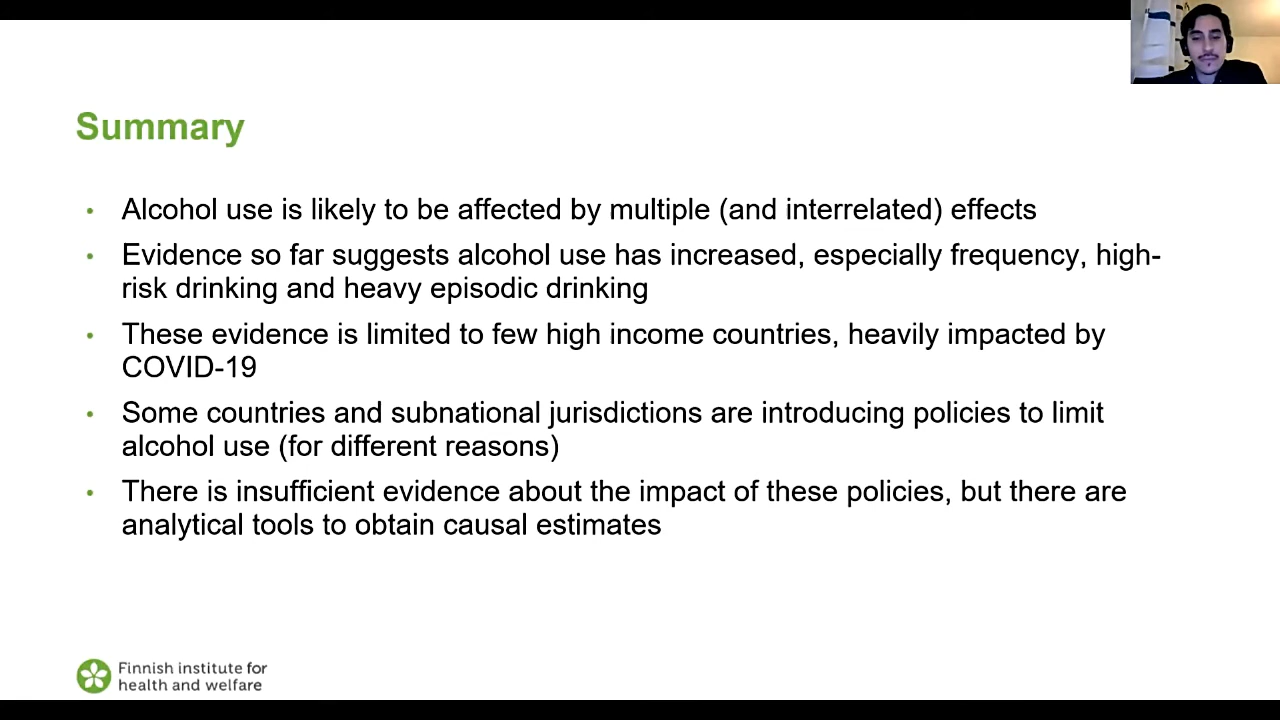 Summary
• Alcohol use is likely to be affected by multiple (and interrelated) effects
• Evidence so far suggests alcohol use has increased, especially frequency, high-
risk drinking and heavy episodic drinking
• These evidence is limited to few high income countries, heavily impacted by
COVID-19
• Some countries and subnational jurisdictions are introducing policies to limit
alcohol use (for different reasons)
• There is insufficient evidence about the impact of these policies, but there are
analytical tools to obtain causal estimates
Finnish institute for
health and welfare